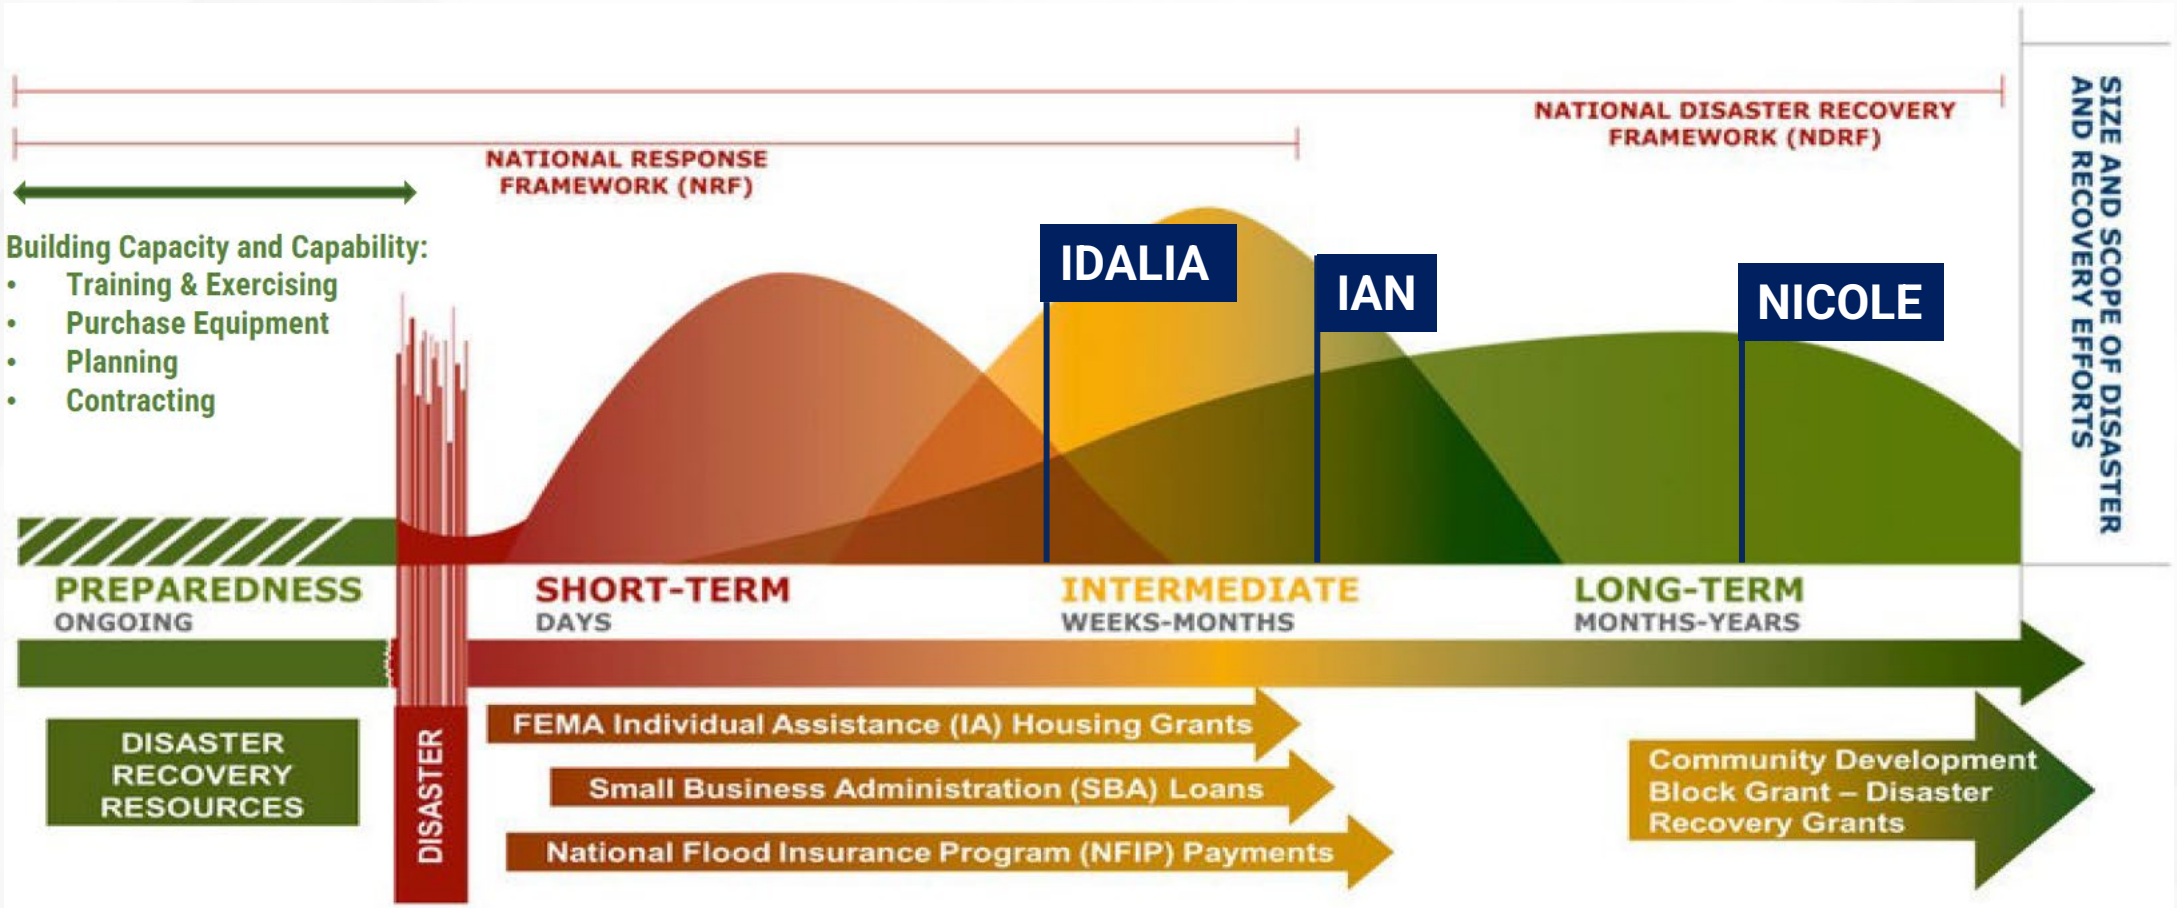 NATIONAL DISASTER RECOVERY
FRAMEWORK (NDRF)
NATIONAL RESPONSE
FRAMEWORK (NRF)
Building Capacity and Capability:
• Training & Exercising
• Purchase Equipment
• Planning
• Contracting
IDALIA
IAN
NICOLE
SIZE AND SCOPE OF DISASTER
AND RECOVERY EFFORTS
PREPAREDNESS
ONGOING
SHORT-TERM
DAYS
INTERMEDIATE
WEEKS-MONTHS
LONG-TERM
MONTHS-YEARS
DISASTER
RECOVERY
RESOURCES
DISASTER
FEMA Individual Assistance (IA) Housing Grants
Small Business Administration (SBA) Loans
National Flood Insurance Program (NFIP) Payments
Community Development
Block Grant – Disaster
Recovery Grants